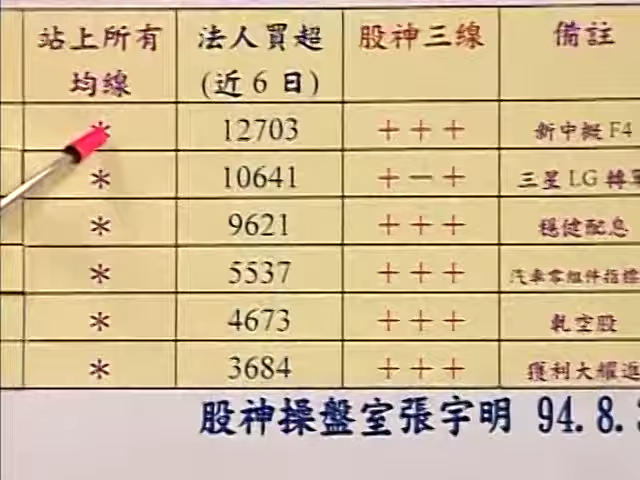 站上所有 法人買超 股神三線 備註
均線 (近6日)
* 12703 +++ 新中概F4
* 10641 +−+ 三星LG轉
* 9621 +++ 穩健配息
* 5537 +++ 汽車零組件指標
* 4673 +++ 軋空股
* 3684 +++ 獲利大躍進
股神操盤室張宇明 94.8.